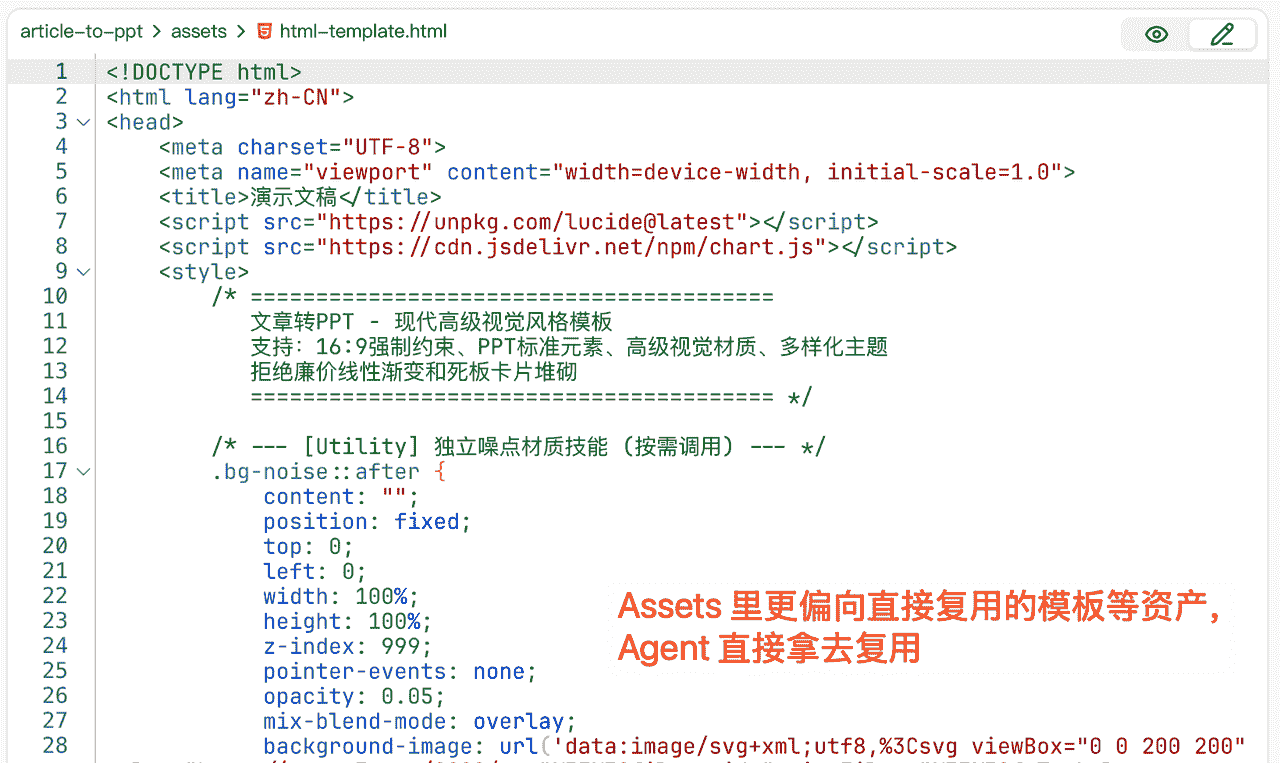 article-to-ppt > assets > html-template.html
1 <!DOCTYPE html>
2 <html lang="zh-CN">
3 <head>
4 <meta charset="UTF-8">
5 <meta name="viewport" content="width=device-width, initial-scale=1.0">
6 <title>演示文稿</title>
7 <script src="https://unpkg.com/lucide@latest"></script>
8 <script src="https://cdn.jsdelivr.net/npm/chart.js"></script>
9 <style>
10 /* ========================================
11 文章转PPT - 现代高级视觉风格模板
12 支持：16:9强制约束、PPT标准元素、高级视觉材质、多样化主题
13 拒绝廉价线性渐变和死板卡片堆砌
14 ======================================== */
15
16 /* --- [Utility] 独立噪点材质技能（按需调用） --- */
17 .bg-noise::after {
18 content: "";
19 position: fixed;
20 top: 0;
21 left: 0;
22 width: 100%;
23 height: 100%;
24 z-index: 999;
25 pointer-events: none;
26 opacity: 0.05;
27 mix-blend-mode: overlay;
28 background-image: url('data:image/svg+xml;utf8,%3Csvg viewBox="0 0 200 200"
Assets 里更偏向直接复用的模板等资产，
Agent 直接拿去复用